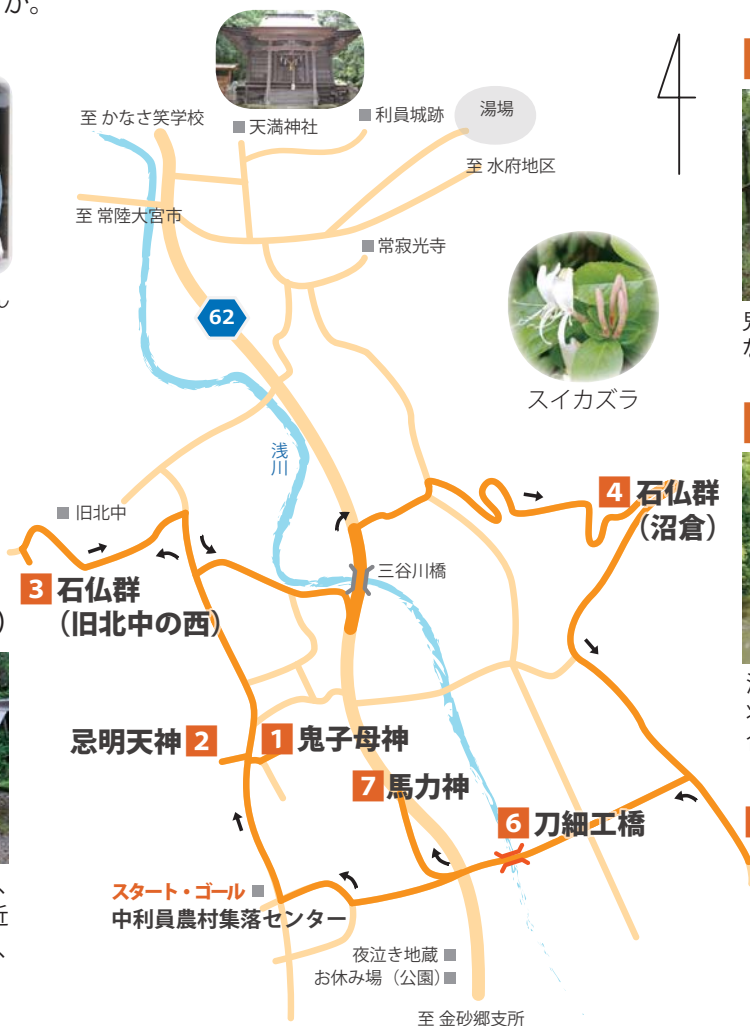 か。
至 かなさ笑学校
天満神社
利員城跡
湯場
至 水府地区
至 常陸大宮市
常寂光寺
62
スイカズラ
浅川
旧北中
4 石仏群
（沼倉）
三谷川橋
3 石仏群
（旧北中の西）
忌明天神 2
1 鬼子母神
7 馬力神
6 刀細工橋
スタート・ゴール
中利員農村集落センター
夜泣き地蔵
お休み場（公園）
至 金砂郷支所
ん
）
、
近
、